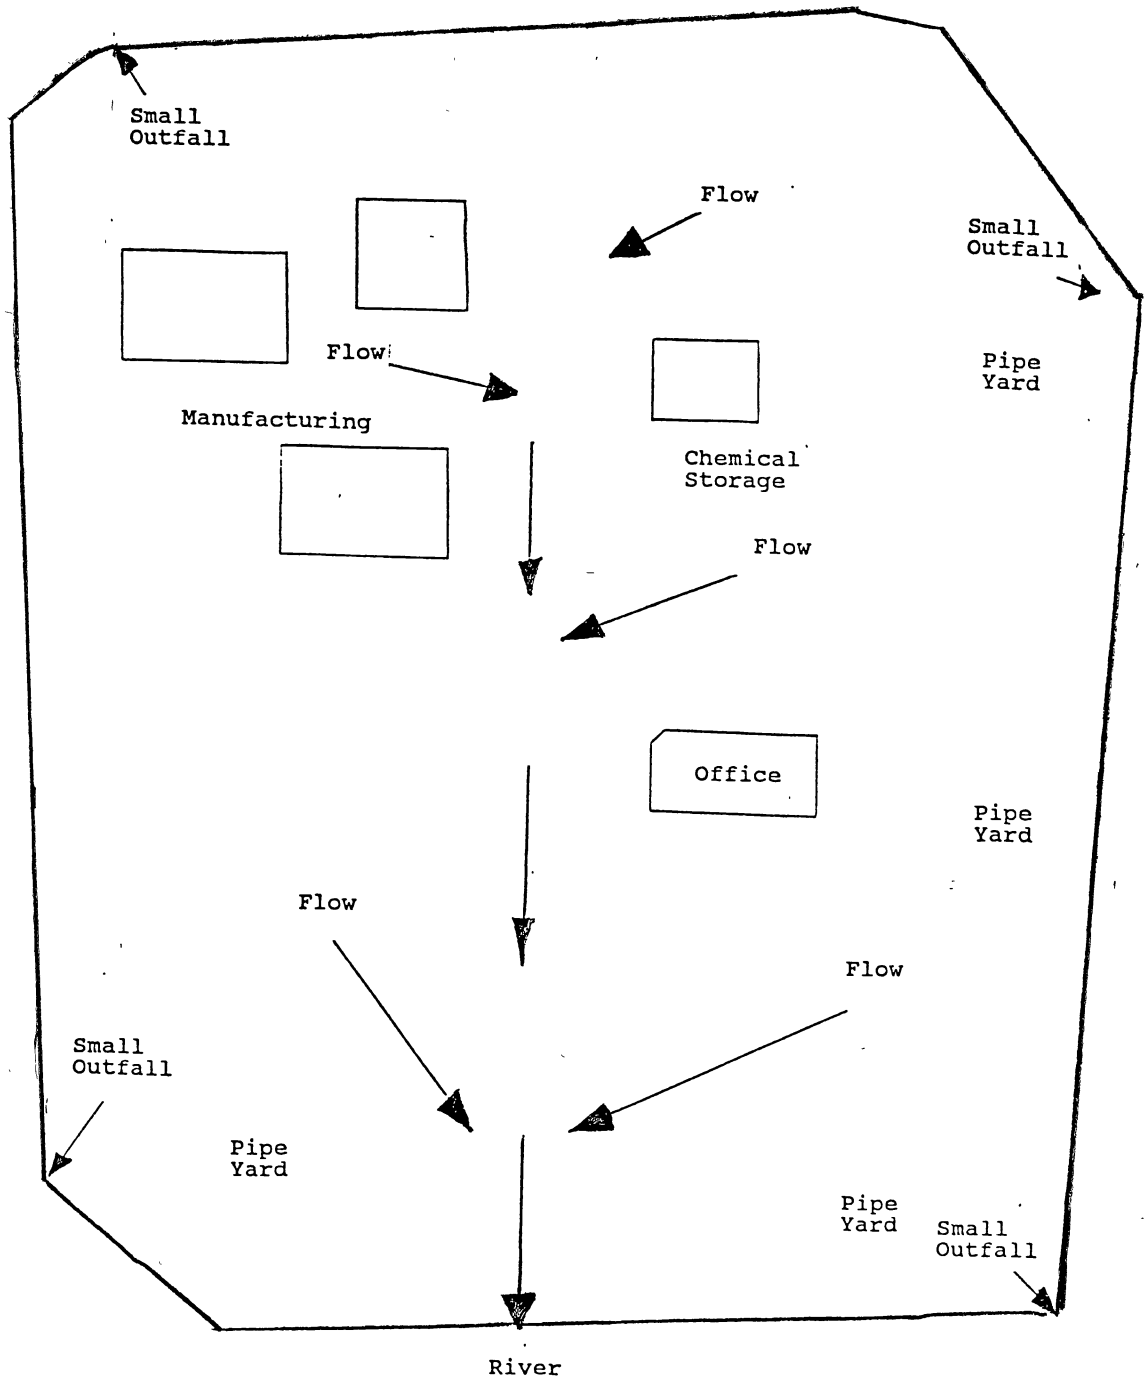 Small
Outfall
Flow
Small
Outfall
Flow
Pipe
Yard
Manufacturing
Chemical
Storage
Flow
Office
Pipe
Yard
Flow
Flow
Small
Outfall
Pipe
Yard
Pipe
Yard
Small
Outfall
River